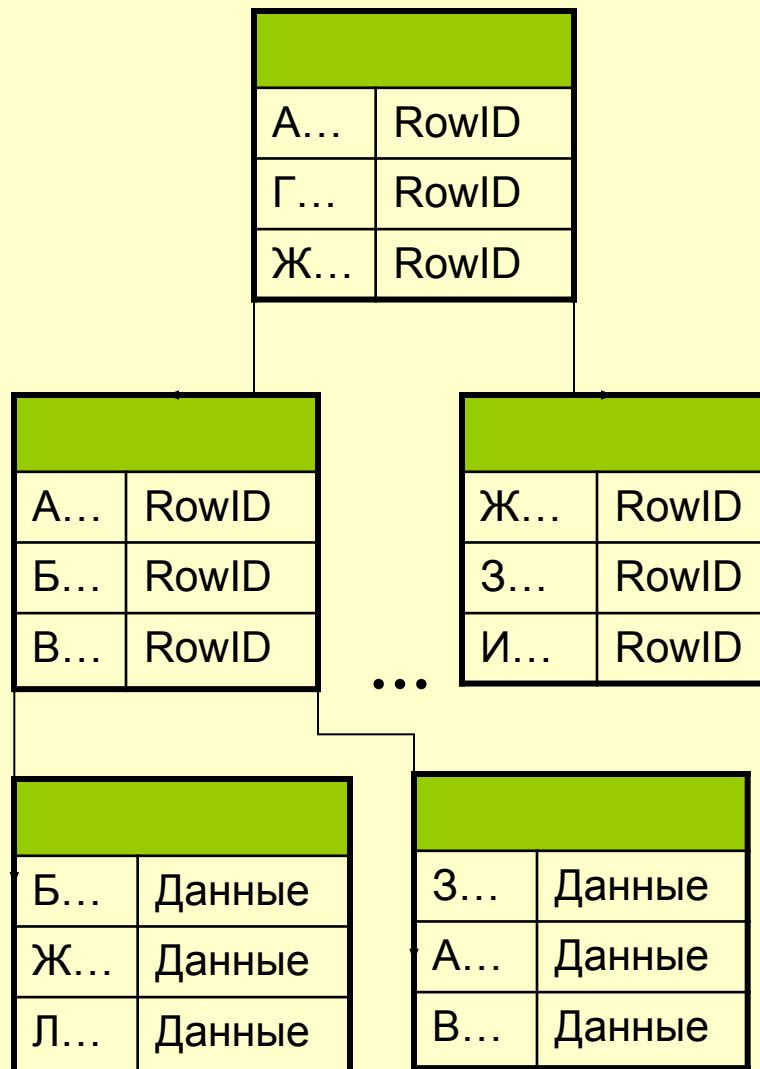 А… RowID
Г… RowID
Ж… RowID
А… RowID
Б… RowID
В… RowID
…
Ж… RowID
З… RowID
И… RowID
Б… Данные
Ж… Данные
Л… Данные
З… Данные
А… Данные
В… Данные